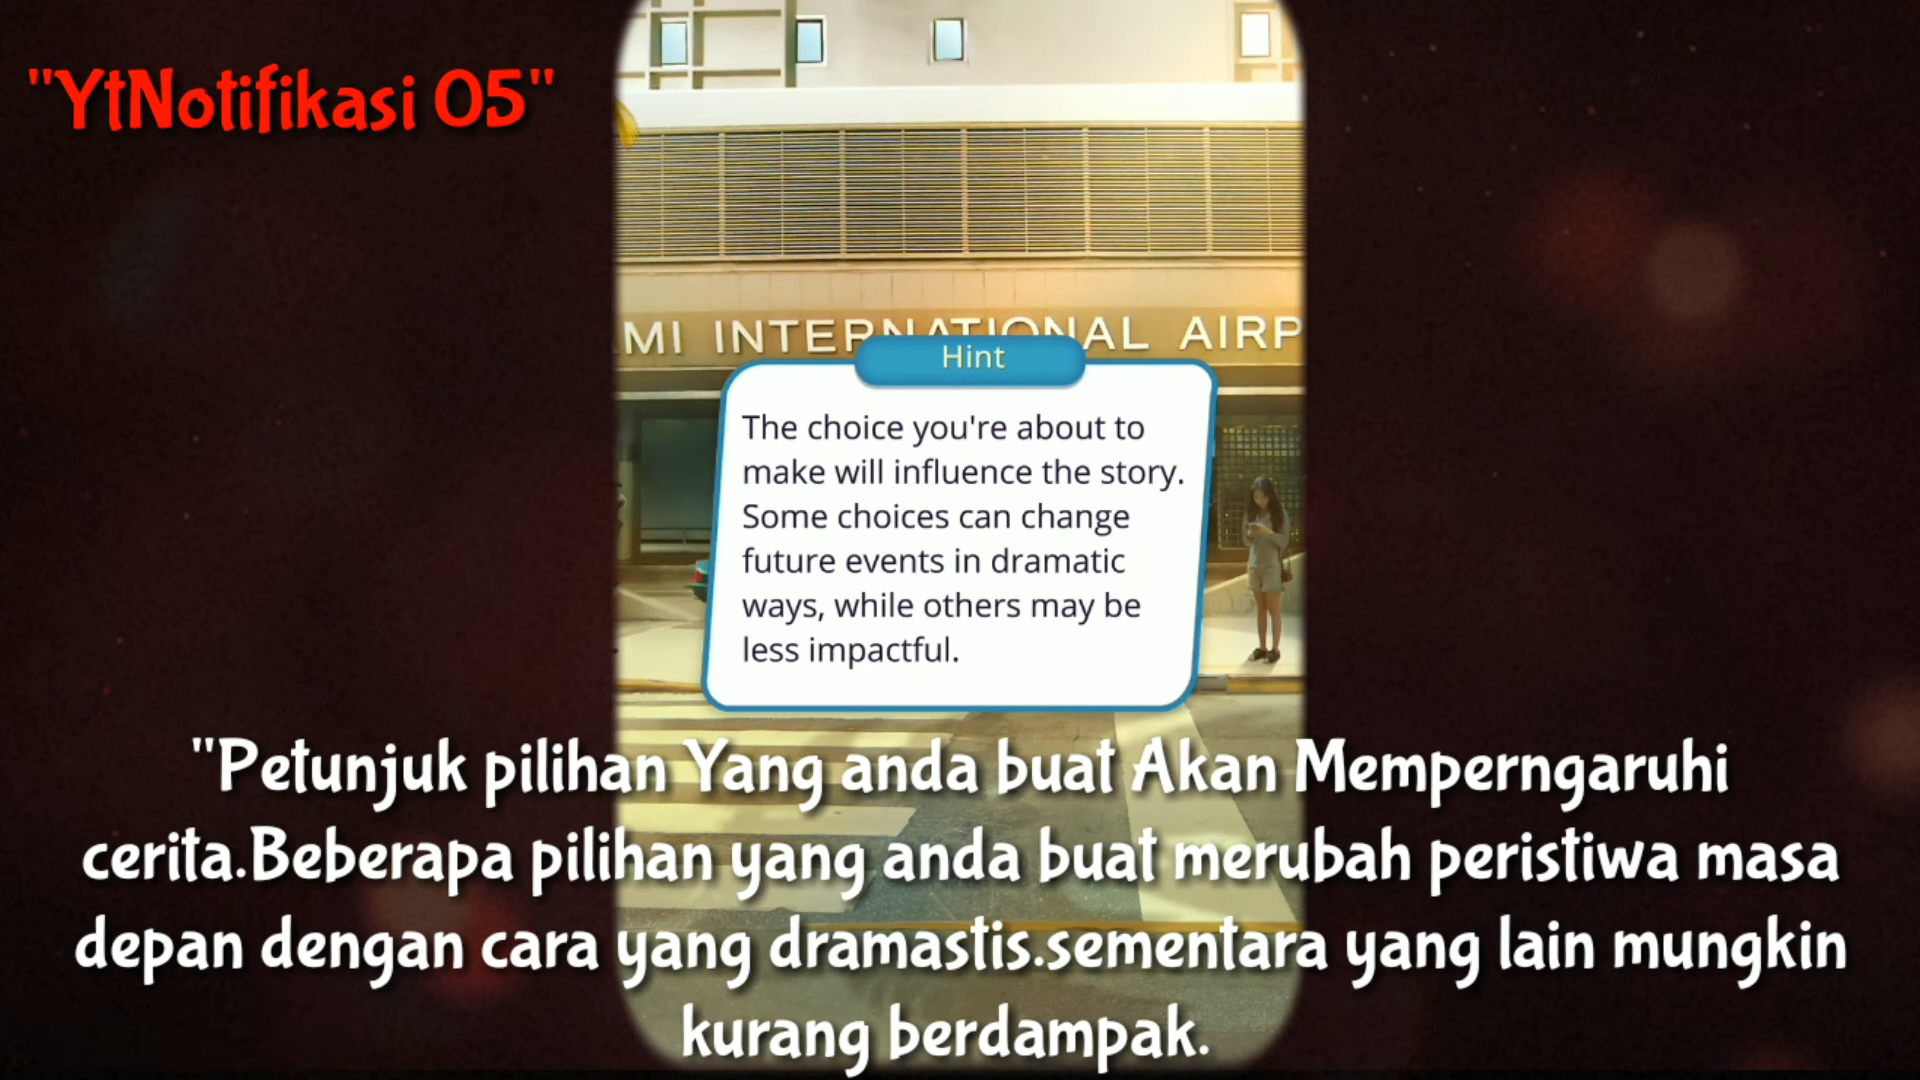 "YtNotifikasi 05"
MI INTERNATIONAL AIRP
Hint
The choice you're about to
make will influence the story.
Some choices can change
future events in dramatic
ways, while others may be
less impactful.
"Petunjuk pilihan Yang anda buat Akan Memperngaruhi
cerita.Beberapa pilihan yang anda buat merubah peristiwa masa
depan dengan cara yang dramastis.sementara yang lain mungkin
kurang berdampak.